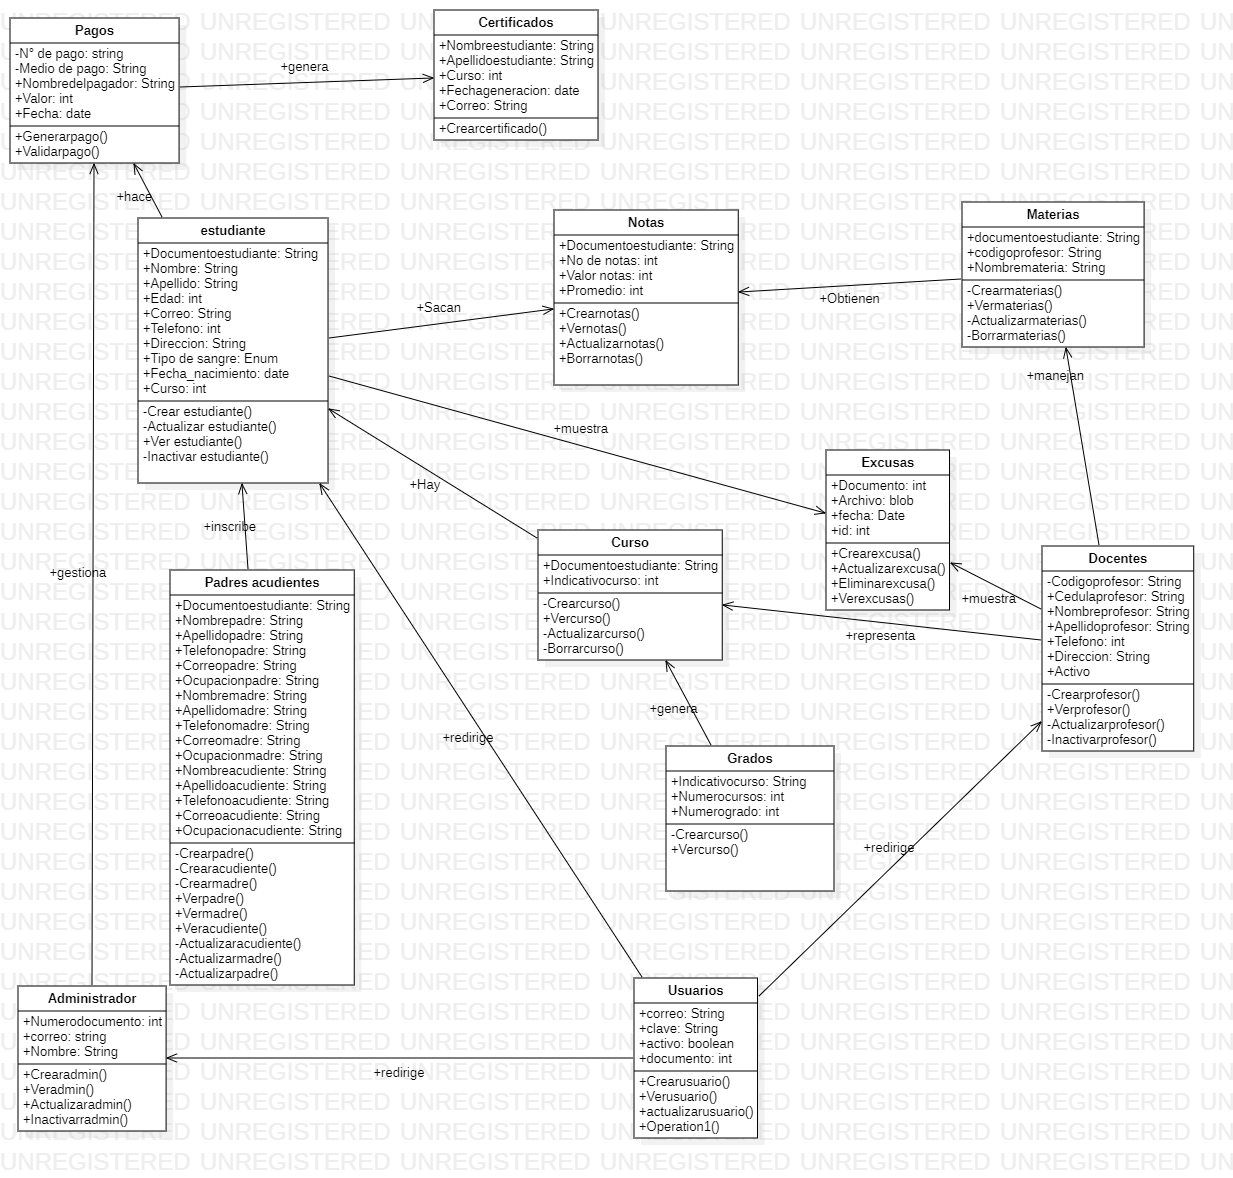 Pagos
-N° de pago: string
-Medio de pago: String
+Nombredelpagador: String
+Valor: int
+Fecha: date
+Generarpago()
+Validarpago()
+genera
Certificados
+Nombreestudiante: String
+Apellidoestudiante: String
+Curso: int
+Fechageneracion: date
+Correo: String
+Crearcertificado()
+hace
estudiante
+Documentoestudiante: String
+Nombre: String
+Apellido: String
+Edad: int
+Correo: String
+Telefono: int
+Direccion: String
+Tipo de sangre: Enum
+Fecha_nacimiento: date
+Curso: int
-Crear estudiante()
-Actualizar estudiante()
+Ver estudiante()
-Inactivar estudiante()
+Sacan
Notas
+Documentoestudiante: String
+No de notas: int
+Valor notas: int
+Promedio: int
+Crearnotas()
+Vernotas()
+Actualizarnotas()
+Borrarnotas()
+Obtienen
Materias
+documentoestudiante: String
+codigoprofesor: String
+Nombremateria: String
-Crearmaterias()
+Vermaterias()
-Actualizarmaterias()
-Borrarmaterias()
+manejan
+muestra
+Hay
Excusas
+Documento: int
+Archivo: blob
+fecha: Date
+id: int
+Crearexcusa()
+Actualizarexcusa()
+Eliminarexcusa()
+Verexcusas()
+inscribe
Curso
+Documentoestudiante: String
+Indicativocurso: int
-Crearcurso()
+Vercurso()
-Actualizarcurso()
-Borrarcurso()
+muestra
+representa
Docentes
-Codigoprofesor: String
+Cedulaprofesor: String
+Nombreprofesor: String
+Apellidoprofesor: String
+Telefono: int
+Direccion: String
+Activo
-Crearprofesor()
+Verprofesor()
-Actualizarprofesor()
-Inactivarprofesor()
+gestiona
Padres acudientes
+Documentoestudiante: String
+Nombrepadre: String
+Apellidopadre: String
+Telefonopadre: String
+Correopadre: String
+Ocupacionpadre: String
+Nombremadre: String
+Apellidomadre: String
+Telefonomadre: String
+Correomadre: String
+Ocupacionmadre: String
+Nombreacudiente: String
+Apellidoacudiente: String
+Telefonoacudiente: String
+Correoacudiente: String
+Ocupacionacudiente: String
-Crearpadre()
-Crearacudiente()
-Crearmadre()
+Verpadre()
+Vermadre()
+Veracudiente()
-Actualizaracudiente()
-Actualizarmadre()
-Actualizarpadre()
+genera
+redirige
Grados
+Indicativocurso: String
+Numerocursos: int
+Numerogrado: int
-Crearcurso()
+Vercurso()
+redirige
Administrador
+Numerodocumento: int
+correo: string
+Nombre: String
+Crearadmin()
+Veradmin()
+Actualizaradmin()
+Inactivarradmin()
+redirige
Usuarios
+correo: String
+clave: String
+activo: boolean
+documento: int
+Crearusuario()
+Verusuario()
+actualizarusuario()
+Operation1()